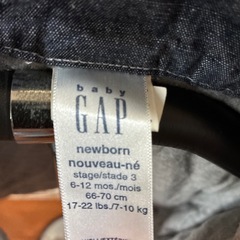 baby
GAP
newborn
nouveau-né
stage/stade 3
6-12 mos./mois
66-70 cm
17-22 lbs./7-10 kg